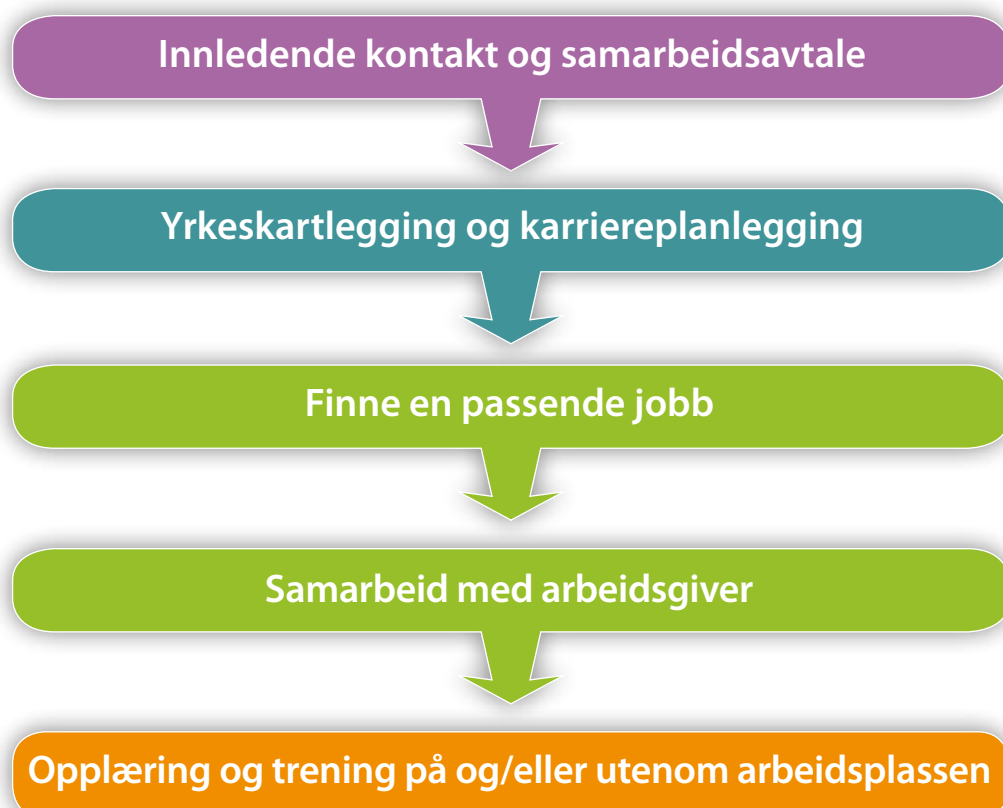 Innledende kontakt og samarbeidsavtale
Yrkeskartlegging og karriereplanlegging
Finne en passende jobb
Samarbeid med arbeidsgiver
Opplæring og trening på og/eller utenom arbeidsplassen